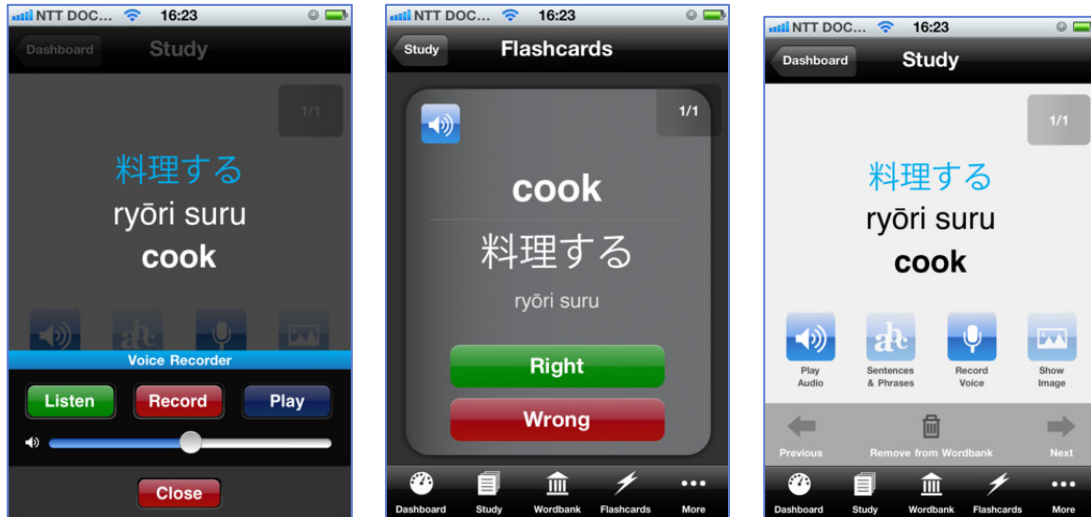 NTT DOC... 16:23
Dashboard Study
1/1
料理する
ryōri suru
cook
Voice Recorder
Listen Record Play
Close
NTT DOC... 16:23
Study Flashcards
1/1
cook
料理する
ryōri suru
Right
Wrong
Dashboard Study Wordbank Flashcards More
NTT DOC... 16:23
Dashboard Study
1/1
料理する
ryōri suru
cook
Play Audio Sentences & Phrases Record Voice Show Image
Previous Remove from Wordbank Next
Dashboard Study Wordbank Flashcards More